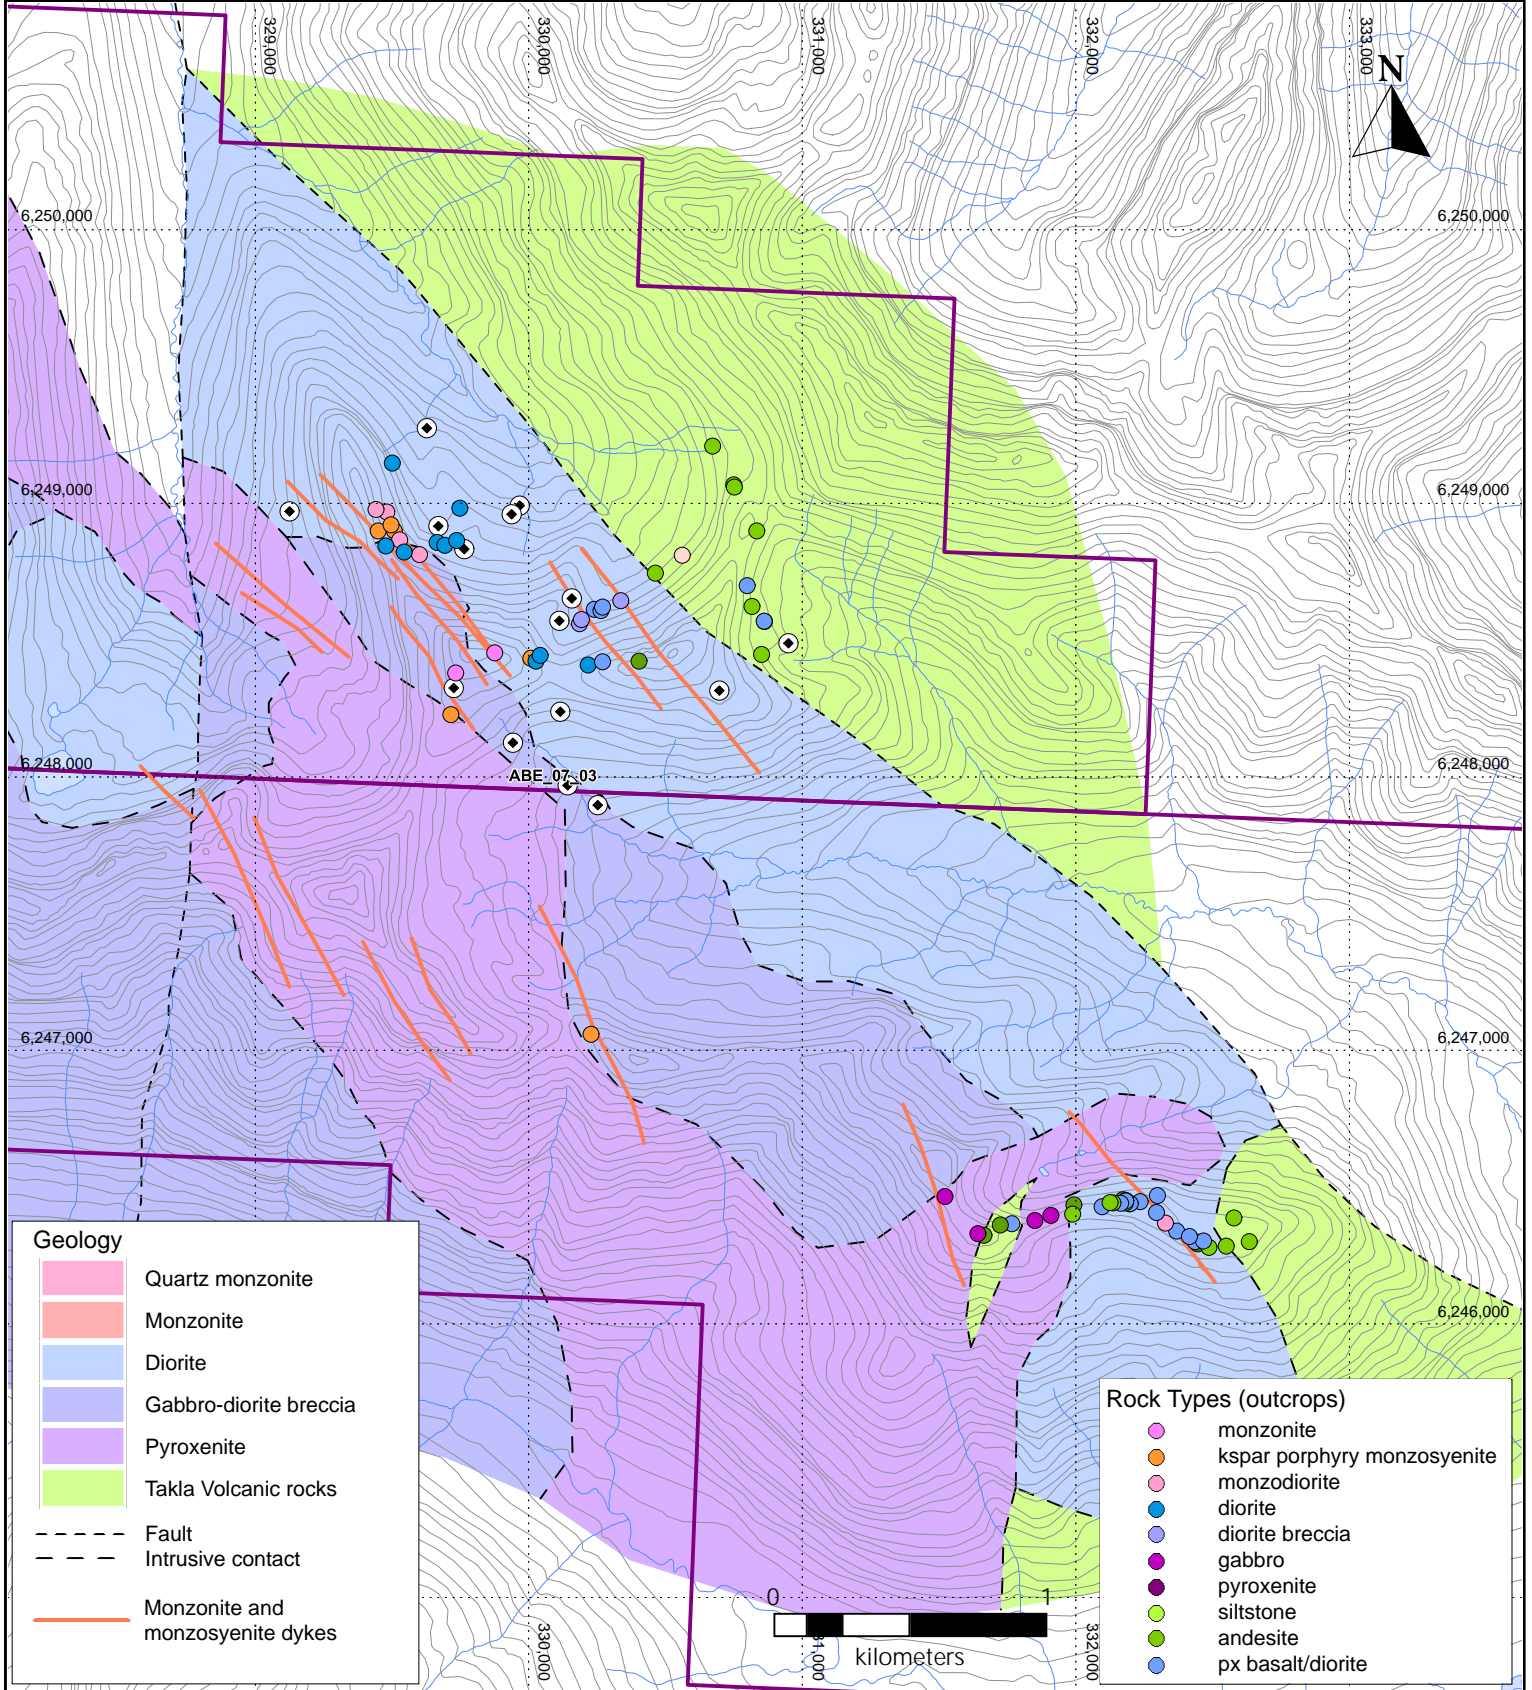 329,000
330,000
331,000
332,000
333,000
N
6,250,000
6,250,000
6,249,000
6,249,000
6,248,000
6,248,000
ABE_07_03
6,247,000
6,247,000
6,246,000
Geology
Quartz monzonite
Monzonite
Diorite
Gabbro-diorite breccia
Pyroxenite
Takla Volcanic rocks
Fault
Intrusive contact
Monzonite and
monzosyenite dykes
Rock Types (outcrops)
monzonite
kspar porphyry monzosyenite
monzodiorite
diorite
diorite breccia
gabbro
pyroxenite
siltstone
andesite
px basalt/diorite
0
1
kilometers
330,000
31,000
332,000